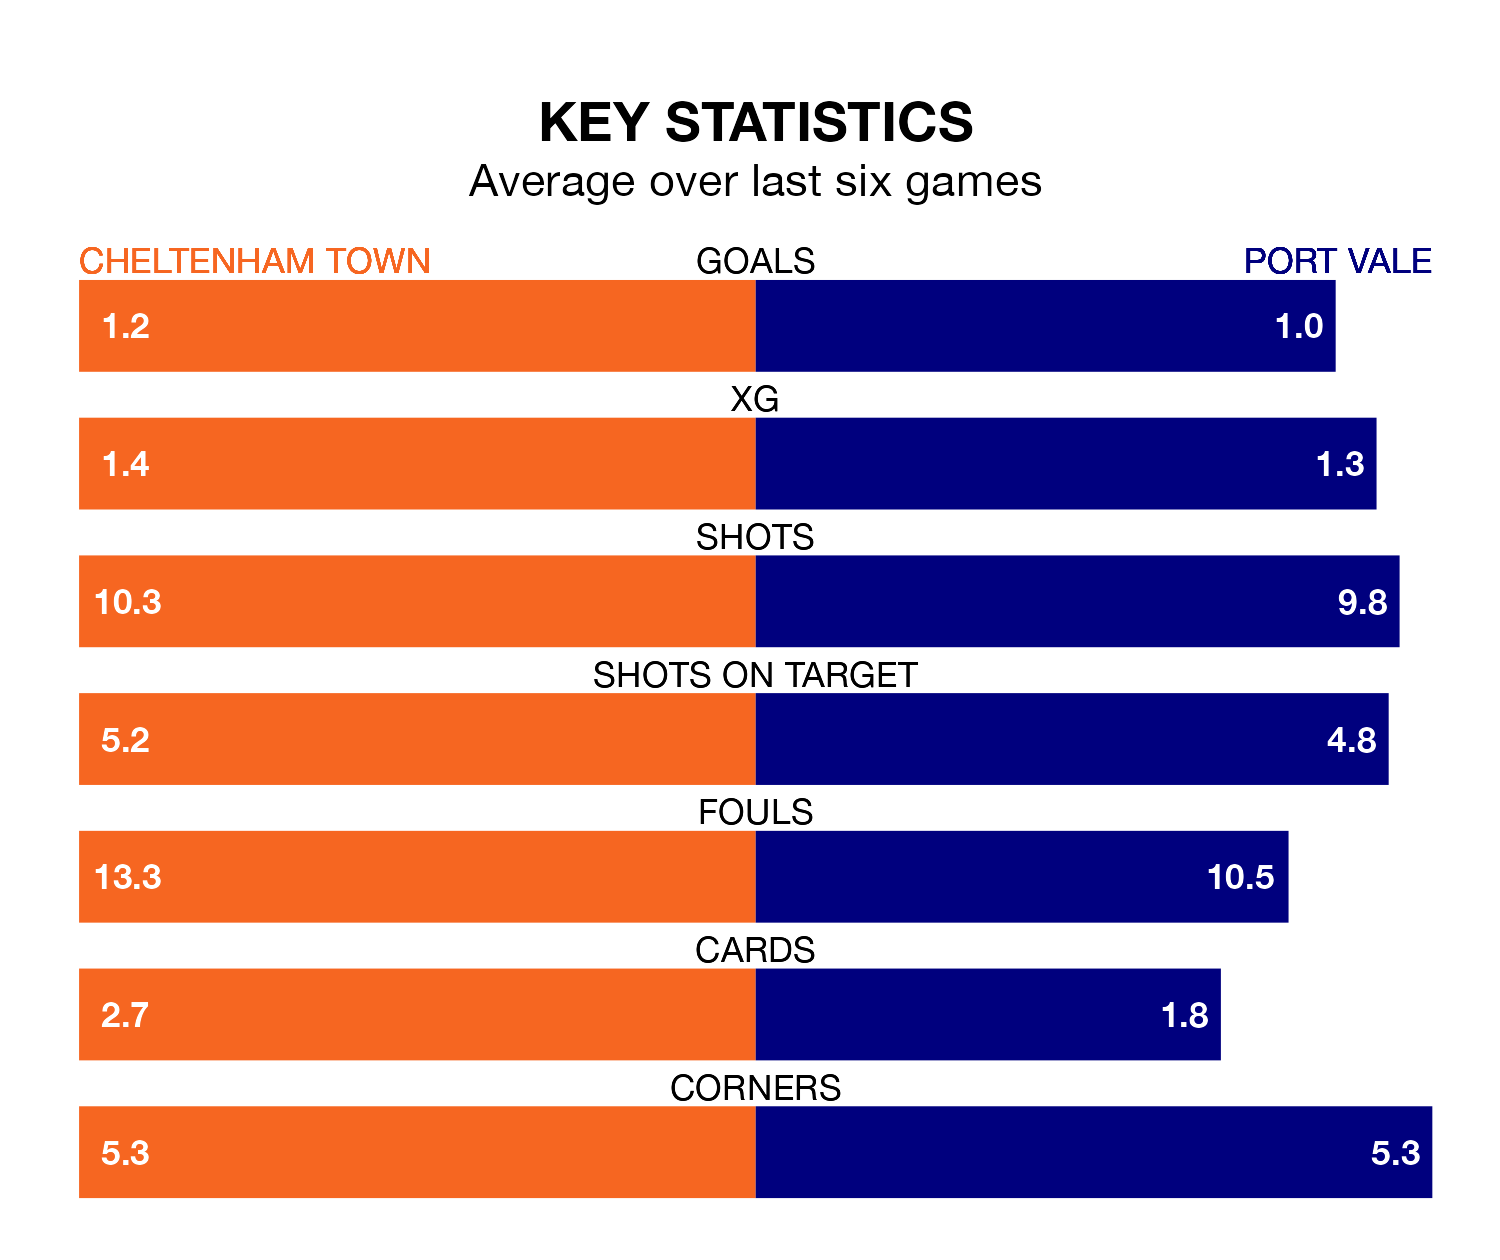 KEY STATISTICS
Average over last six games
CHELTENHAM TOWN GOALS PORT VALE
1.2 1.0
XG
1.4 1.3
SHOTS
10.3 9.8
SHOTS ON TARGET
5.2 4.8
FOULS
13.3 10.5
CARDS
2.7 1.8
CORNERS
5.3 5.3